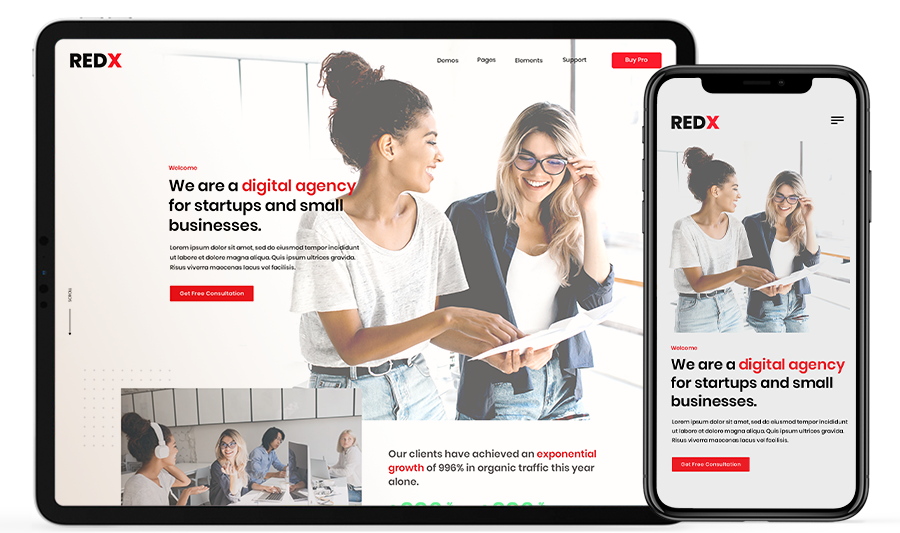 REDX
Demos Pages Elements Support Buy Pro
Welcome
We are a digital agency
for startups and small
businesses.
Lorem ipsum dolor sit amet, sed do eiusmod tempor incididunt
ut labore et dolore magna aliqua. Quis ipsum ultrices gravida.
Risus viverra maecenas lacus vel facilisis.
Get Free Consultation
Our clients have achieved an exponential
growth of 996% in organic traffic this year
alone.
REDX
Welcome
We are a digital agency
for startups and small
businesses.
Lorem ipsum dolor sit amet, sed do eiusmod tempor incididunt
ut labore et dolore magna aliqua. Quis ipsum ultrices gravida.
Risus viverra maecenas lacus vel facilisis.
Get Free Consultation